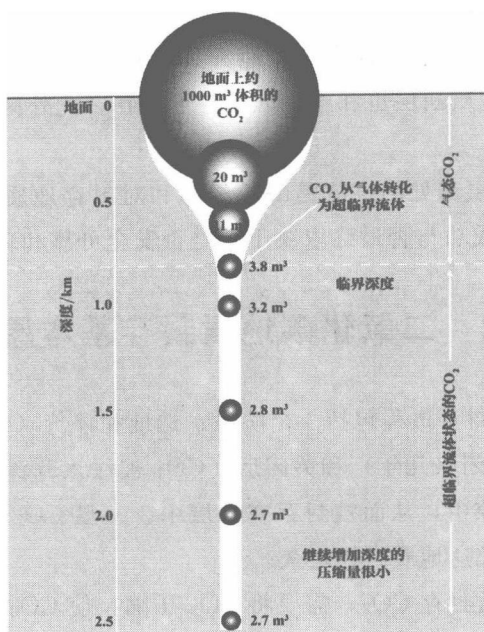 地面上约
1000 m³ 体积的
CO₂
地面
0
20 m³
CO₂ 从气体转化
为超临界流体
气态CO₂
0.5
11 m³
3.8 m³
临界深度
深度/km
1.0
3.2 m³
1.5
2.8 m³
超临界流体状态的CO₂
2.0
2.7 m³
继续增加深度的
压缩量很小
2.5
2.7 m³